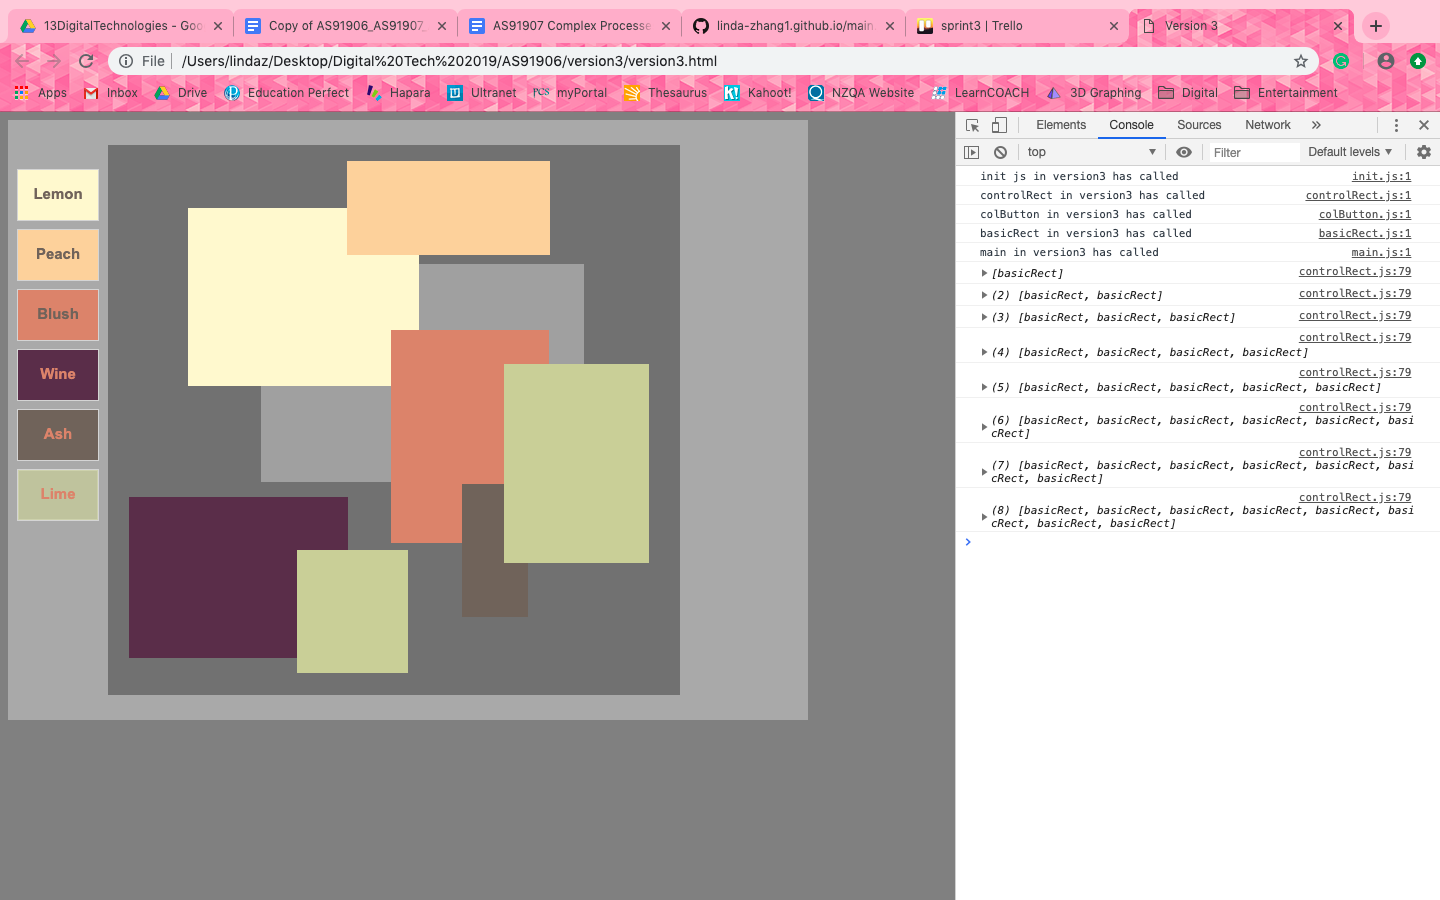 13DigitalTechnologies - Goo
Copy of AS91906_AS91907_
AS91907 Complex Processe
linda-zhang1.github.io/main.
sprint3 | Trello
Version 3
File
/Users/lindaz/Desktop/Digital%20Tech%202019/AS91906/version3/version3.html
Apps
Inbox
Drive
Education Perfect
Hapara
Ultranet
PCS myPortal
Thesaurus
K! Kahoot!
NZQA Website
LearnCOACH
3D Graphing
Digital
Entertainment
Elements
Console
Sources
Network
»
top
Filter
Default levels
init js in version3 has called init.js:1
controlRect in version3 has called controlRect.js:1
colButton in version3 has called colButton.js:1
basicRect in version3 has called basicRect.js:1
main in version3 has called main.js:1
[basicRect] controlRect.js:79
(2) [basicRect, basicRect] controlRect.js:79
(3) [basicRect, basicRect, basicRect] controlRect.js:79
controlRect.js:79
(4) [basicRect, basicRect, basicRect, basicRect]
controlRect.js:79
(5) [basicRect, basicRect, basicRect, basicRect, basicRect]
controlRect.js:79
(6) [basicRect, basicRect, basicRect, basicRect, basicRect, basi
cRect]
controlRect.js:79
(7) [basicRect, basicRect, basicRect, basicRect, basicRect, basi
cRect, basicRect]
controlRect.js:79
(8) [basicRect, basicRect, basicRect, basicRect, basicRect, basi
cRect, basicRect, basicRect]
Lemon
Peach
Blush
Wine
Ash
Lime